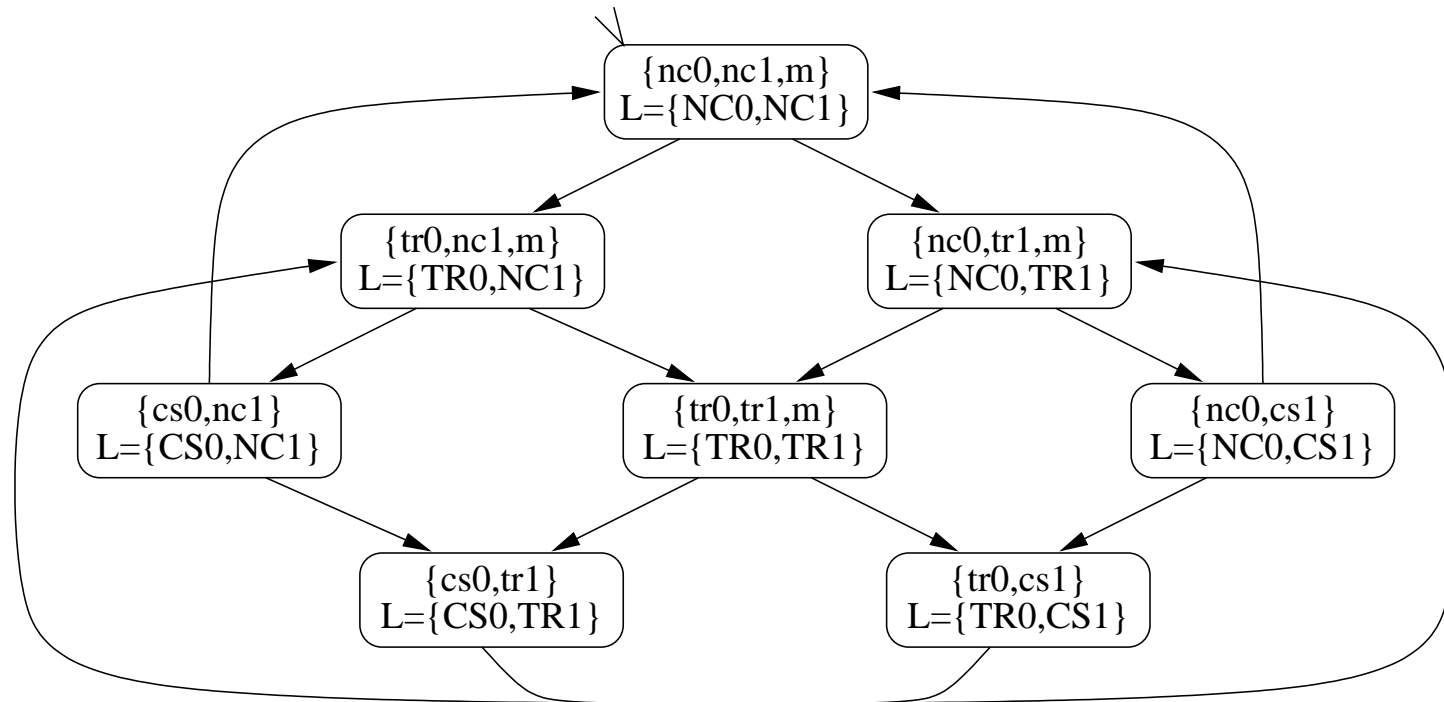 {nc0,nc1,m}
L={NC0,NC1}
{tr0,nc1,m}
L={TR0,NC1}
{nc0,tr1,m}
L={NC0,TR1}
{cs0,nc1}
L={CS0,NC1}
{tr0,tr1,m}
L={TR0,TR1}
{nc0,cs1}
L={NC0,CS1}
{cs0,tr1}
L={CS0,TR1}
{tr0,cs1}
L={TR0,CS1}